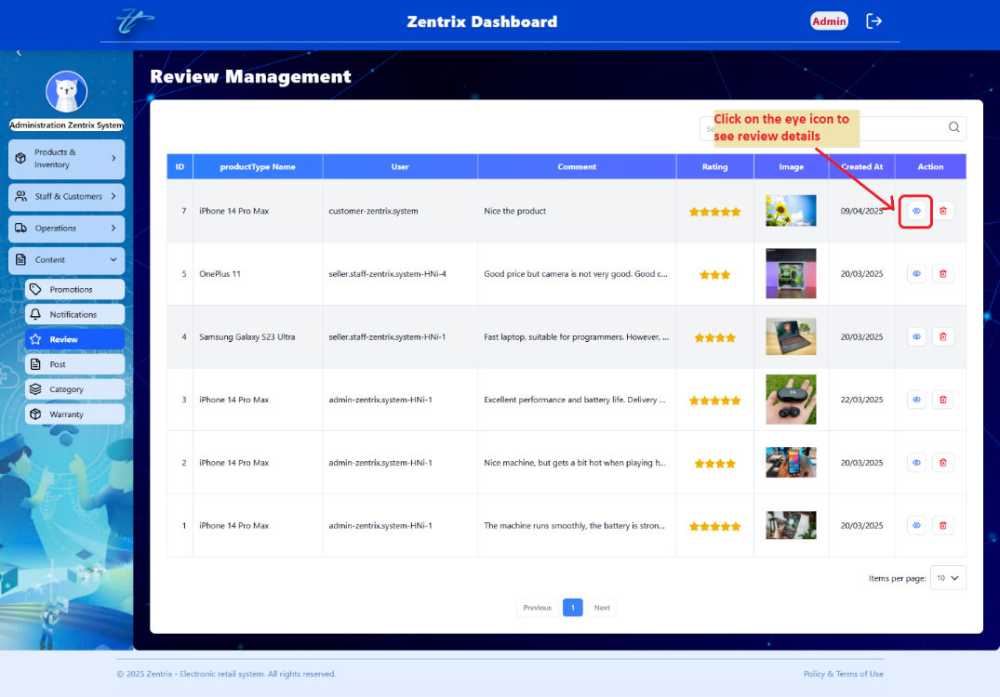 Zentrix Dashboard
Admin
Review Management
Administration Zentrix System
Products &
Inventory
Staff & Customers
Operations
Content
Promotions
Notifications
Review
Post
Category
Warranty
Click on the eye icon to
see review details
ID productType Name User Comment Rating Image Created At Action
7 iPhone 14 Pro Max customer-zentrix.system Nice the product 09/04/2025
5 OnePlus 11 seller.staff-zentrix.system-HNi-4 Good price but camera is not very good. Good c... 20/03/2025
4 Samsung Galaxy S23 Ultra seller.staff-zentrix.system-HNi-1 Fast laptop, suitable for programmers. However, ... 20/03/2025
3 iPhone 14 Pro Max admin-zentrix.system-HNi-1 Excellent performance and battery life. Delivery ... 22/03/2025
2 iPhone 14 Pro Max admin-zentrix.system-HNi-1 Nice machine, but gets a bit hot when playing h... 20/03/2025
1 iPhone 14 Pro Max admin-zentrix.system-HNi-1 The machine runs smoothly, the battery is stron... 20/03/2025
Items per page: 10
Previous 1 Next
© 2025 Zentrix - Electronic retail system. All rights reserved.
Policy & Terms of Use